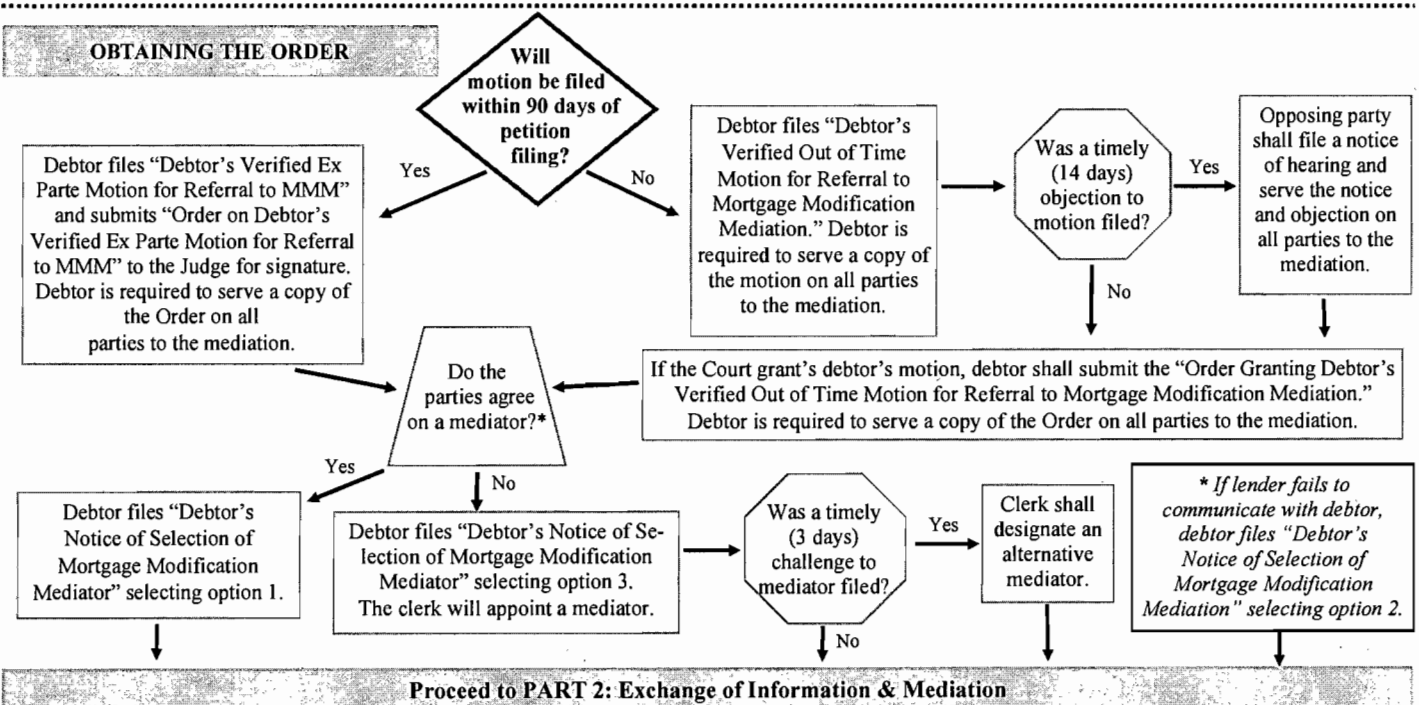 OBTAINING THE ORDER
Will
motion be filed
within 90 days of
petition
filing?
Yes
No
Debtor files “Debtor’s Verified Ex
Parte Motion for Referral to MMM”
and submits “Order on Debtor’s
Verified Ex Parte Motion for Referral
to MMM” to the Judge for signature.
Debtor is required to serve a copy of
the Order on all
parties to the mediation.
Debtor files “Debtor’s
Verified Out of Time
Motion for Referral to
Mortgage Modification
Mediation.” Debtor is
required to serve a copy of
the motion on all parties
to the mediation.
Was a timely
(14 days)
objection to
motion filed?
Yes
No
Opposing party
shall file a notice
of hearing and
serve the notice
and objection on
all parties to the
mediation.
If the Court grant’s debtor’s motion, debtor shall submit the “Order Granting Debtor’s
Verified Out of Time Motion for Referral to Mortgage Modification Mediation.”
Debtor is required to serve a copy of the Order on all parties to the mediation.
Do the
parties agree
on a mediator?*
Yes
No
Debtor files “Debtor’s
Notice of Selection of
Mortgage Modification
Mediator” selecting option 1.
Debtor files “Debtor’s Notice of Se-
lection of Mortgage Modification
Mediator” selecting option 3.
The clerk will appoint a mediator.
Was a timely
(3 days)
challenge to
mediator filed?
Yes
No
Clerk shall
designate an
alternative
mediator.
* If lender fails to
communicate with debtor,
debtor files “Debtor’s
Notice of Selection of
Mortgage Modification
Mediation” selecting option 2.
Proceed to PART 2: Exchange of Information & Mediation